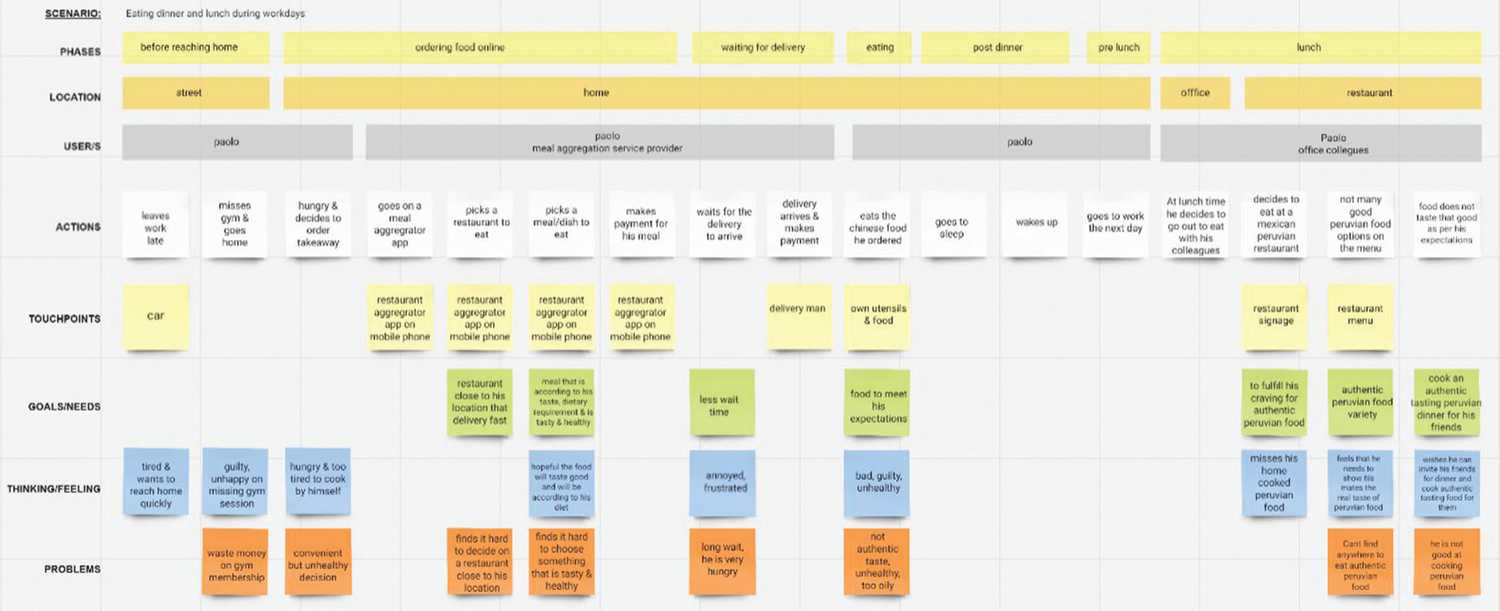 SCENARIO: Eating dinner and lunch during workdays
PHASES
before reaching home
ordering food online
waiting for delivery
eating
post dinner
pre lunch
lunch
LOCATION
street
home
offfice
restaurant
USER/S
paolo
paolo
meal aggregation service provider
paolo
Paolo
office collegues
ACTIONS
leaves
work
late
misses
gym &
goes
home
hungry &
decides to
order
takeaway
goes on a
meal
aggregrator
app
picks a
restaurant to
eat
picks a
meal/dish to
eat
makes
payment for
his meal
waits for the
delivery
to arrive
delivery
arrives &
makes
payment
eats the
chinese food
he ordered
goes to
sleep
wakes up
goes to work
the next day
At lunch time
he decides to
go out to eat
with his
colleagues
decides to
eat at a
mexican
peruvian
restaurant
not many
good
peruvian food
options on
the menu
food does not
taste that good
as per his
expectations
TOUCHPOINTS
car
restaurant
aggregrator
app on
mobile phone
restaurant
aggregrator
app on
mobile phone
restaurant
aggregrator
app on
mobile phone
restaurant
aggregrator
app on
mobile phone
delivery man
own utensils
& food
restaurant
signage
restaurant
menu
GOALS/NEEDS
restaurant
close to his
location that
delivery fast
meal that is
according to his
taste, dietary
requirement & is
tasty & healthy
less wait
time
food to meet
his
expectations
to fulfill his
craving for
authentic
peruvian food
authentic
peruvian food
variety
cook an
authentic
tasting peruvian
dinner for his
friends
THINKING/FEELING
tired &
wants to
reach home
quickly
guilty,
unhappy on
missing gym
session
hungry & too
tired to cook
by himself
hopeful the food
will taste good
and will be
according to his
diet
annoyed,
frustrated
bad, guilty,
unhealthy
misses his
home
cooked
peruvian
food
feels that he
needs to
show his
mates the
real taste of
peruvian food
wishes he can
invite his friends
for dinner and
cook authentic
tasting food for
them
PROBLEMS
waste money
on gym
membership
convenient
but unhealthy
decision
finds it hard
to decide on
a restaurant
close to his
location
finds it hard
to choose
something
that is tasty &
healthy
long wait,
he is very
hungry
not
authentic
taste,
unhealthy,
too oily
Cant find
anywhere to
eat authentic
peruvian
food
he is not
good at
cooking
peruvian
food